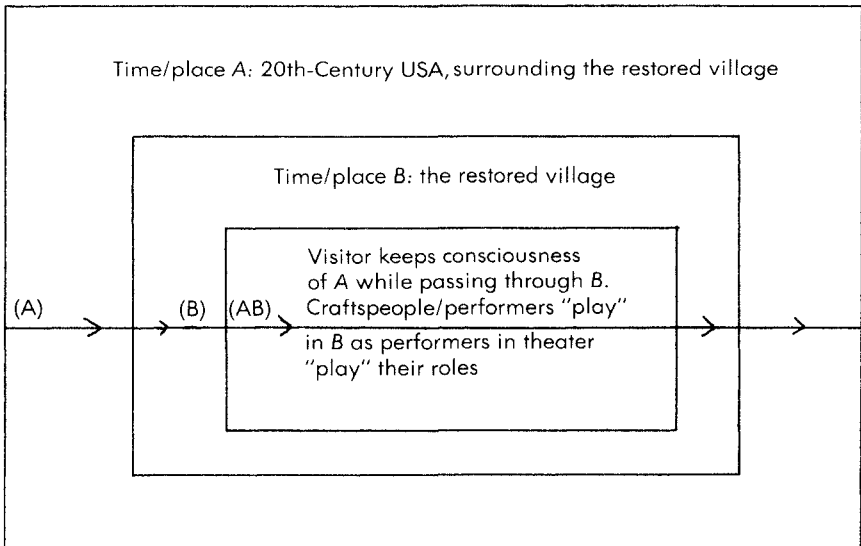 Time/place A: 20th-Century USA, surrounding the restored village
Time/place B: the restored village
Visitor keeps consciousness
of A while passing through B.
(A) (B) (AB) Craftspeople/performers "play"
in B as performers in theater
"play" their roles